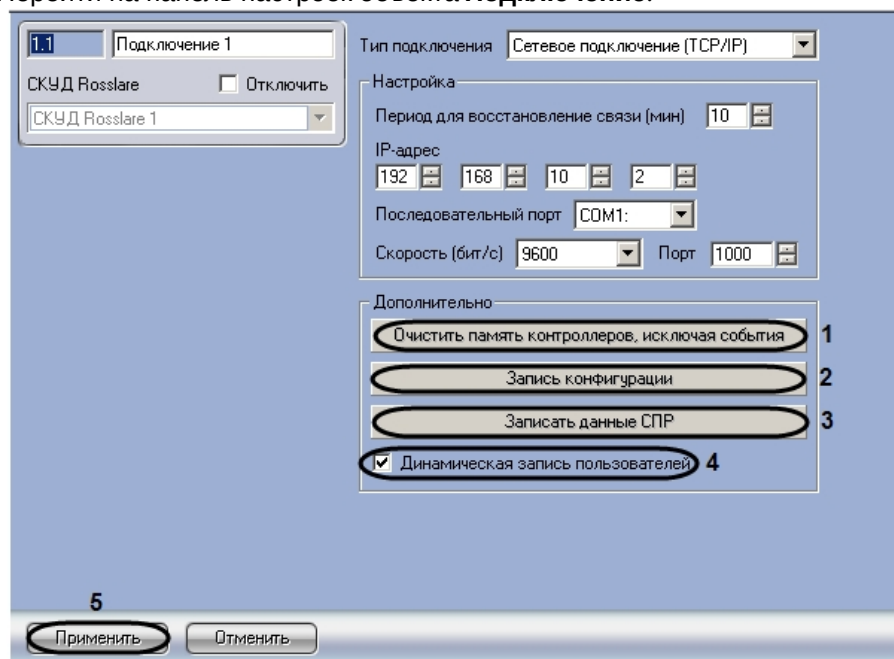 Перейти на панель настроек объекта Подключение.
1.1 Подключение 1
Тип подключения Сетевое подключение (TCP/IP)
СКУД Rosslare Отключить
СКУД Rosslare 1
Настройка
Период для восстановление связи (мин) 10
IP-адрес
192 168 10 2
Последовательный порт COM1:
Скорость (бит/с) 9600 Порт 1000
Дополнительно
Очистить память контроллеров, исключая события 1
Запись конфигурации 2
Записать данные СПР 3
Динамическая запись пользователей 4
5
Применить Отменить